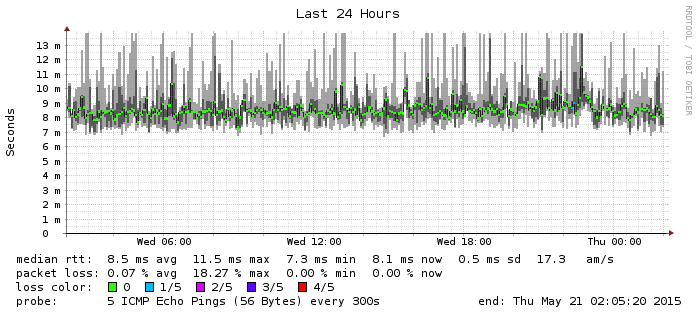 Last 24 Hours
RRDTOOL / TOBI OETIKER
Seconds
13 m
12 m
11 m
10 m
9 m
8 m
7 m
6 m
5 m
4 m
3 m
2 m
1 m
0
Wed 06:00 Wed 12:00 Wed 18:00 Thu 00:00
median rtt: 8.5 ms avg 11.5 ms max 7.3 ms min 8.1 ms now 0.5 ms sd 17.3 am/s
packet loss: 0.07 % avg 18.27 % max 0.00 % min 0.00 % now
loss color: 0 1/5 2/5 3/5 4/5
probe: 5 ICMP Echo Pings (56 Bytes) every 300s end: Thu May 21 02:05:20 2015